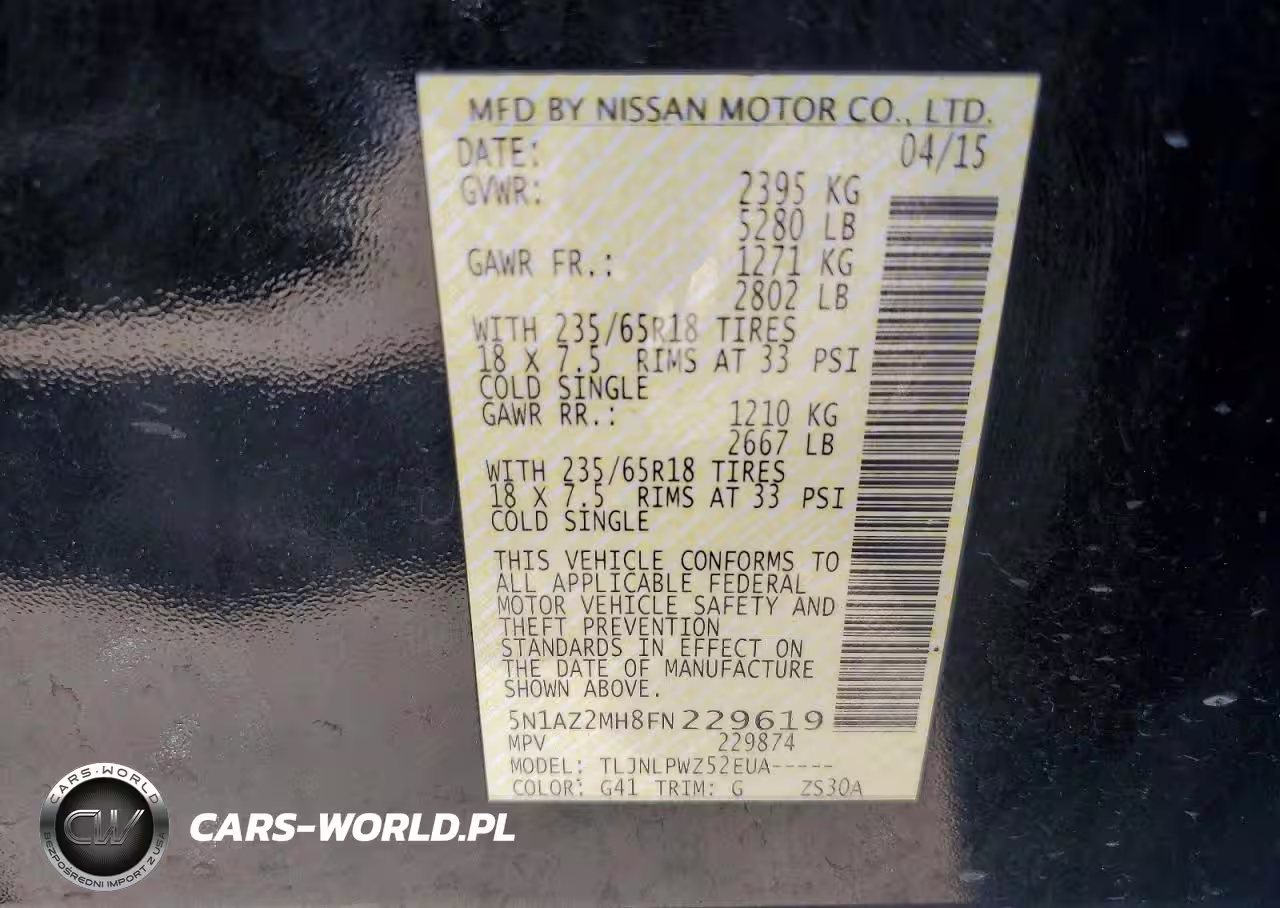 MFD BY NISSAN MOTOR CO., LTD.
DATE: 04/15
GVWR: 2395 KG
5280 LB
GAWR FR.: 1271 KG
2802 LB
WITH 235/65R18 TIRES
18 X 7.5 RIMS AT 33 PSI
COLD SINGLE
GAWR RR.: 1210 KG
2667 LB
WITH 235/65R18 TIRES
18 X 7.5 RIMS AT 33 PSI
COLD SINGLE
THIS VEHICLE CONFORMS TO
ALL APPLICABLE FEDERAL
MOTOR VEHICLE SAFETY AND
THEFT PREVENTION
STANDARDS IN EFFECT ON
THE DATE OF MANUFACTURE
SHOWN ABOVE.
5N1AZ2MH8FN229619
MPV 229874
MODEL: TLJNLPWZ52EUA-----
COLOR: G41 TRIM: G ZS30A
CARS-WORLD
CW
BEZPOŚREDNI IMPORT Z USA
CARS-WORLD.PL